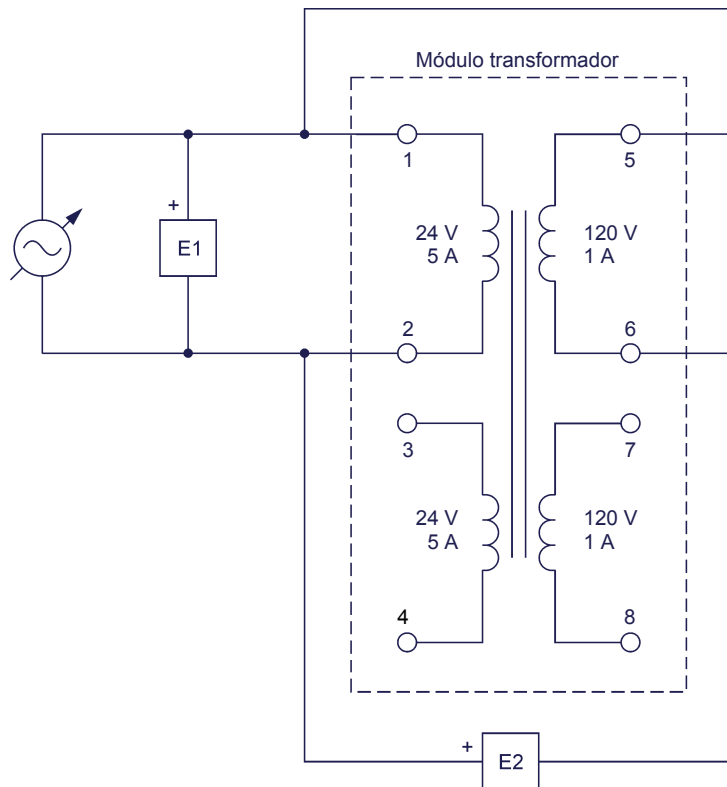 Módulo transformador
1
5
+
E1
24 V
5 A
120 V
1 A
2
6
3
7
24 V
5 A
120 V
1 A
4
8
+
E2